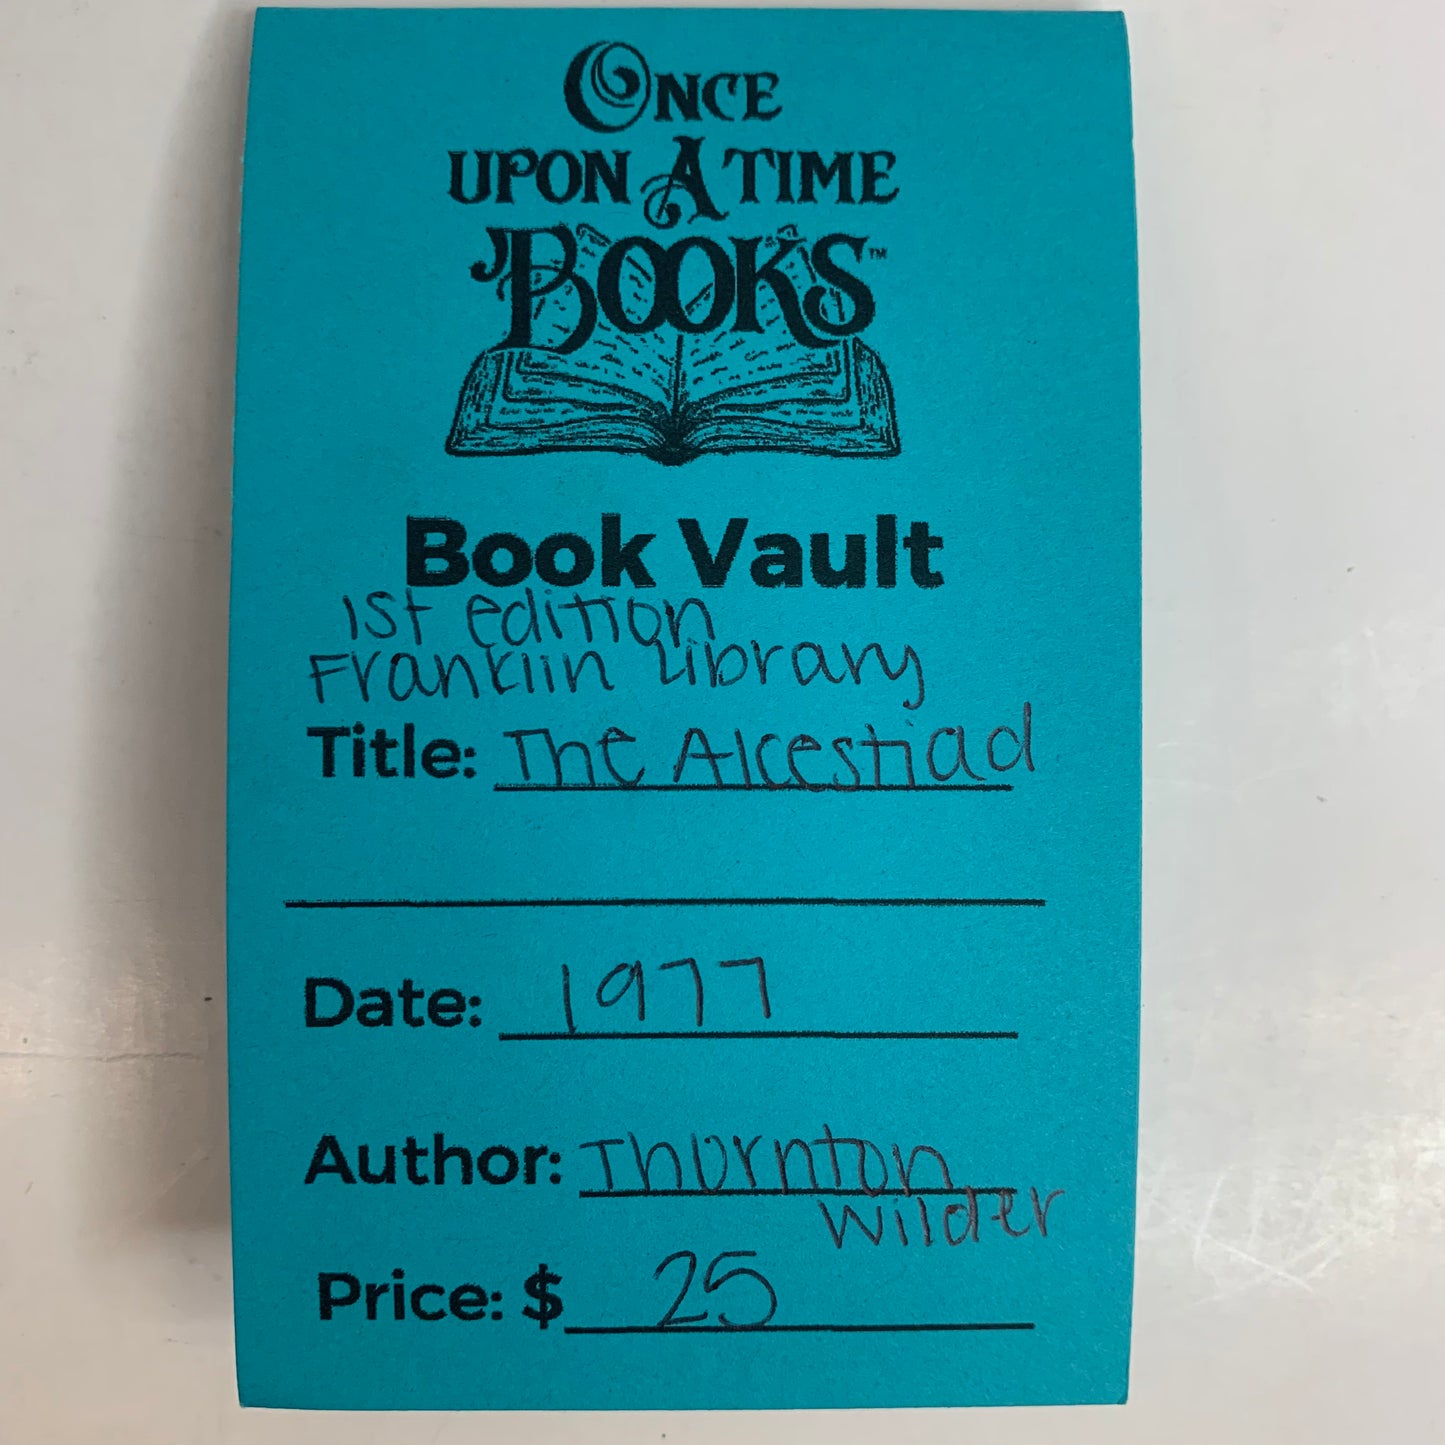 ONCE
UPON A TIME
BOOKS™
Book Vault
1st edition
Franklin Library
Title: The Alcestiad
Date: 1977
Author: Thornton
Wilder
Price: $ 25